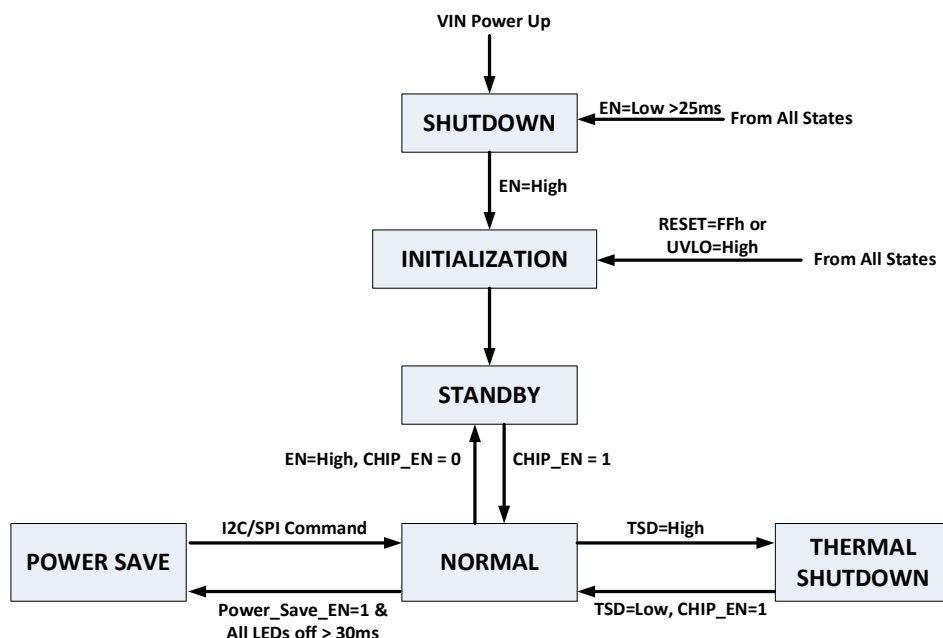 VIN Power Up
SHUTDOWN
EN=Low >25ms
From All States
EN=High
INITIALIZATION
RESET=FFh or
UVLO=High
From All States
STANDBY
EN=High, CHIP_EN = 0
CHIP_EN = 1
POWER SAVE
I2C/SPI Command
NORMAL
TSD=High
THERMAL
SHUTDOWN
Power_Save_EN=1 &
All LEDs off > 30ms
TSD=Low, CHIP_EN=1